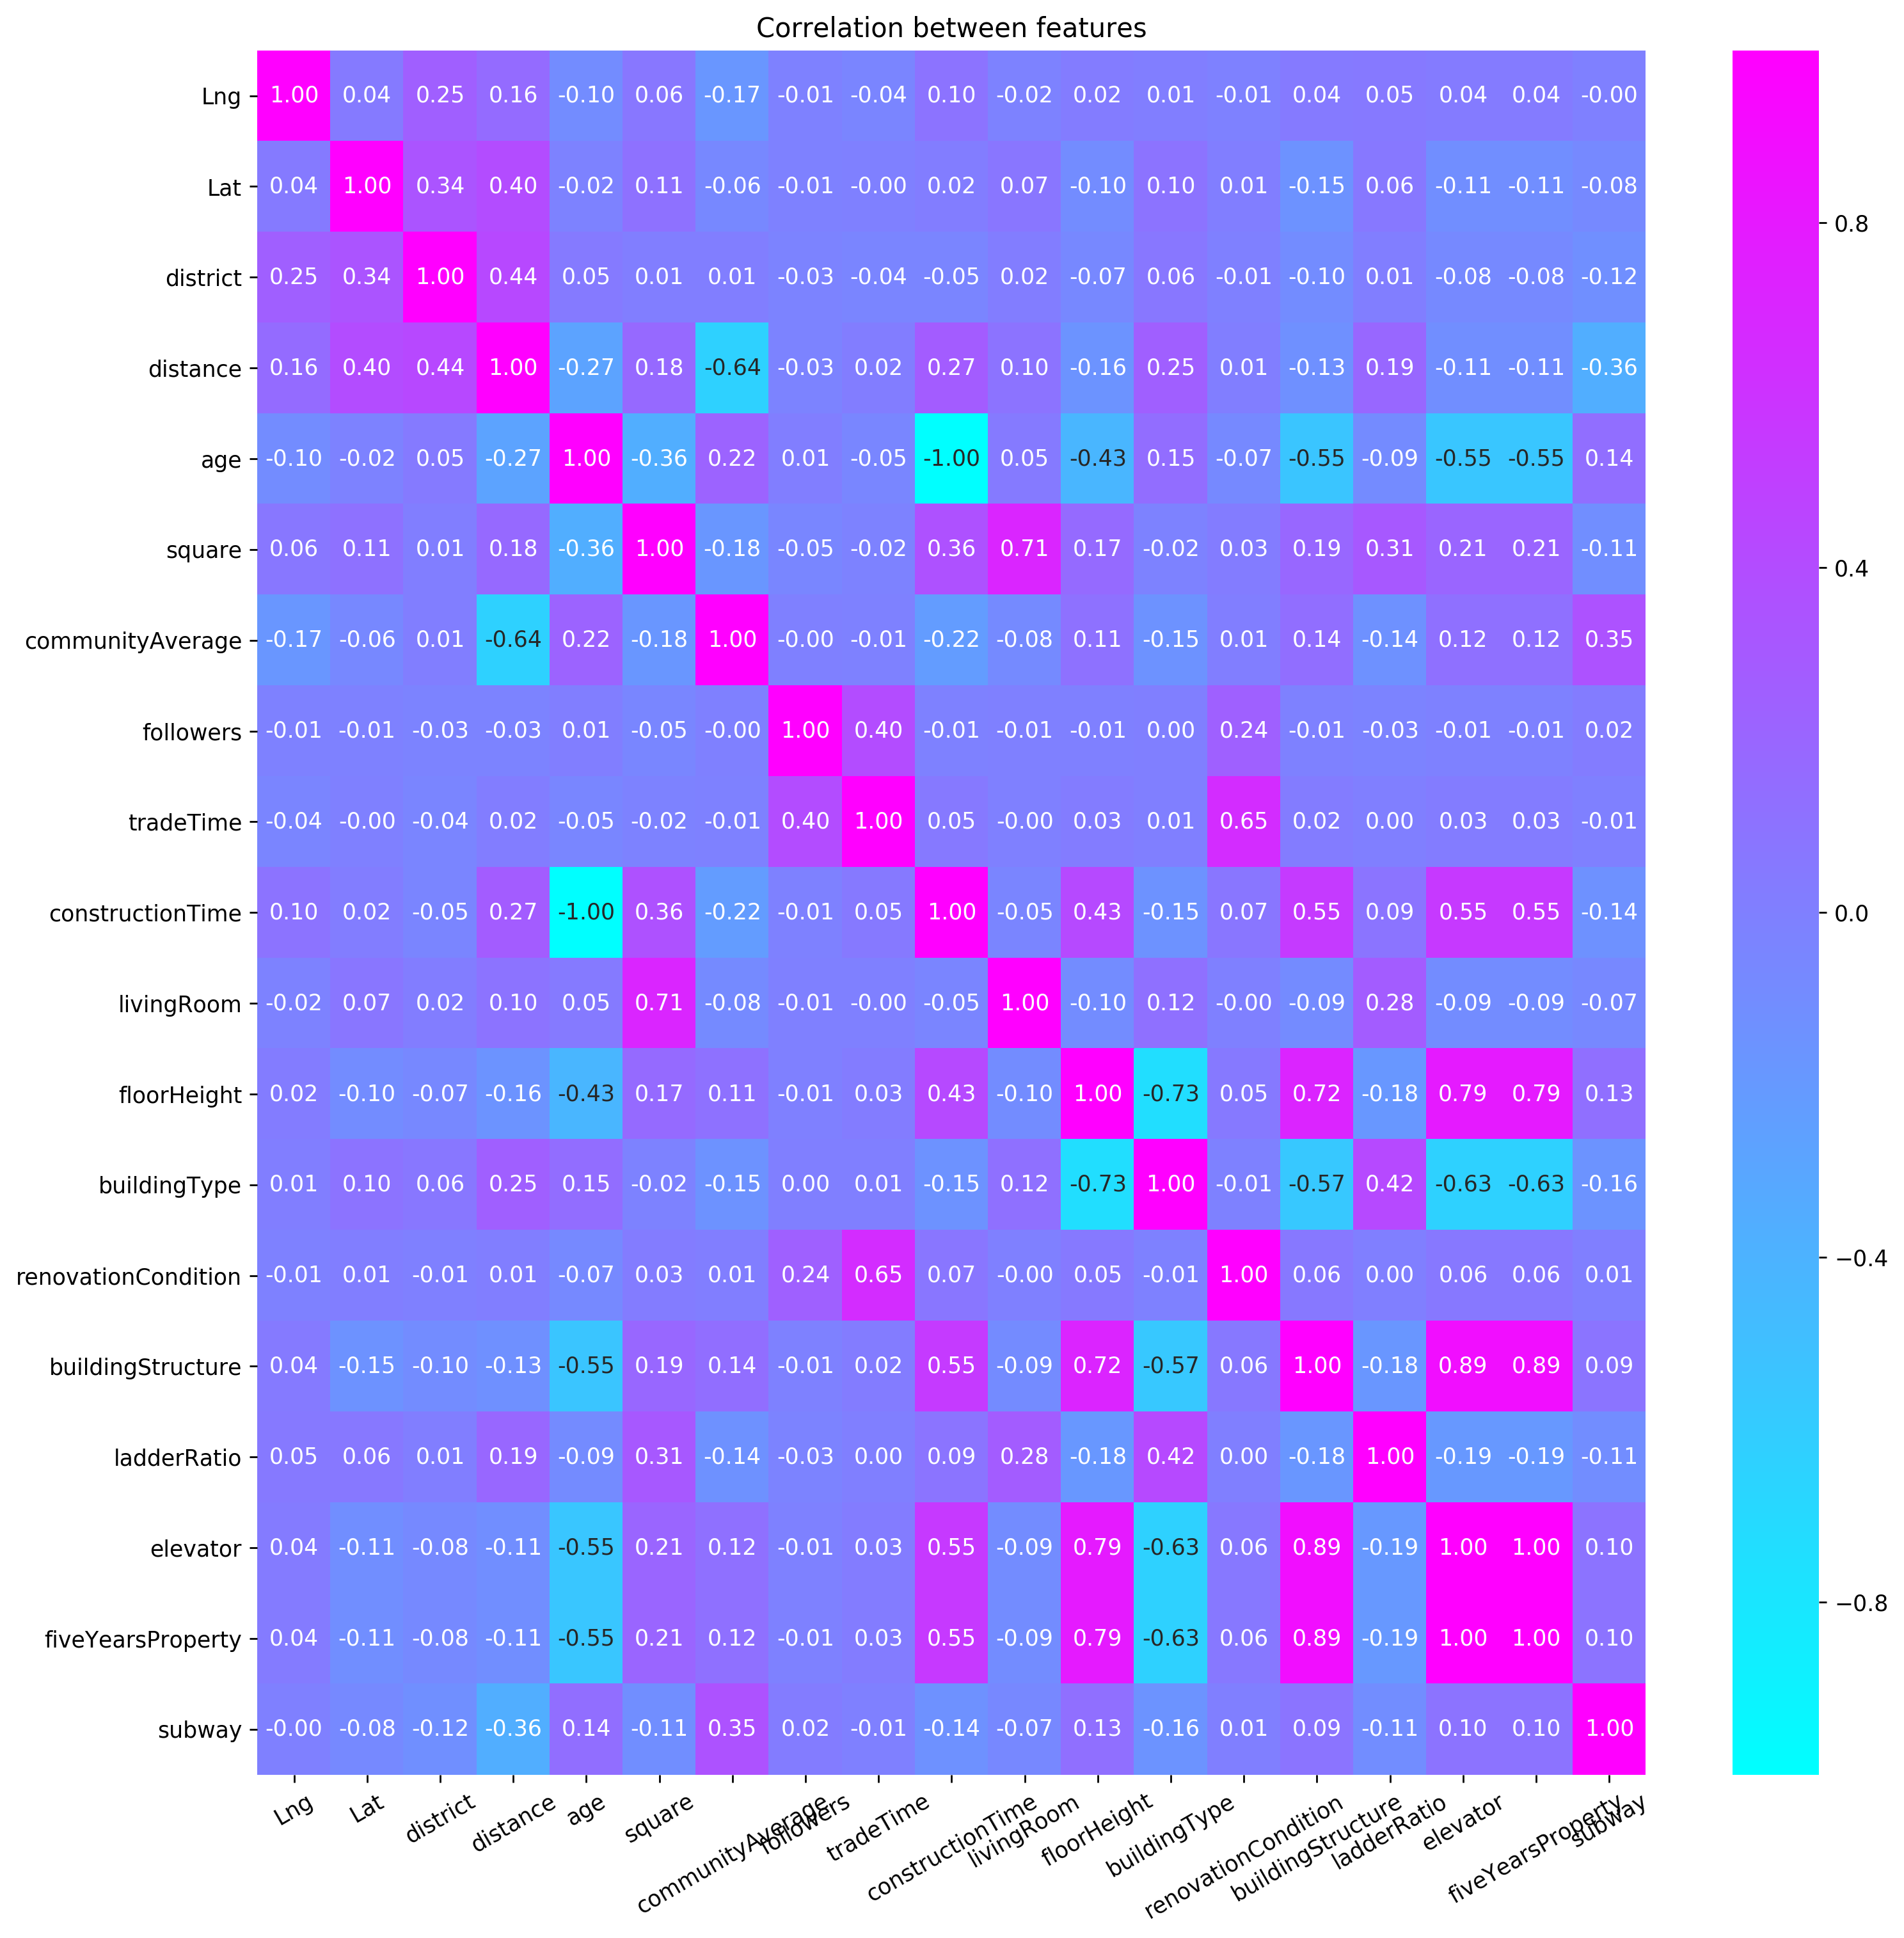 Correlation between features
Lng 1.00 0.04 0.25 0.16 -0.10 0.06 -0.17 -0.01 -0.04 0.10 -0.02 0.02 0.01 -0.01 0.04 0.05 0.04 0.04 -0.00
Lat 0.04 1.00 0.34 0.40 -0.02 0.11 -0.06 -0.01 -0.00 0.02 0.07 -0.10 0.10 0.01 -0.15 0.06 -0.11 -0.11 -0.08
district 0.25 0.34 1.00 0.44 0.05 0.01 0.01 -0.03 -0.04 -0.05 0.02 -0.07 0.06 -0.01 -0.10 0.01 -0.08 -0.08 -0.12
distance 0.16 0.40 0.44 1.00 -0.27 0.18 -0.64 -0.03 0.02 0.27 0.10 -0.16 0.25 0.01 -0.13 0.19 -0.11 -0.11 -0.36
age -0.10 -0.02 0.05 -0.27 1.00 -0.36 0.22 0.01 -0.05 -1.00 0.05 -0.43 0.15 -0.07 -0.55 -0.09 -0.55 -0.55 0.14
square 0.06 0.11 0.01 0.18 -0.36 1.00 -0.18 -0.05 -0.02 0.36 0.71 0.17 -0.02 0.03 0.19 0.31 0.21 0.21 -0.11
communityAverage -0.17 -0.06 0.01 -0.64 0.22 -0.18 1.00 -0.00 -0.01 -0.22 -0.08 0.11 -0.15 0.01 0.14 -0.14 0.12 0.12 0.35
followers -0.01 -0.01 -0.03 -0.03 0.01 -0.05 -0.00 1.00 0.40 -0.01 -0.01 -0.01 0.00 0.24 -0.01 -0.03 -0.01 -0.01 0.02
tradeTime -0.04 -0.00 -0.04 0.02 -0.05 -0.02 -0.01 0.40 1.00 0.05 -0.00 0.03 0.01 0.65 0.02 0.00 0.03 0.03 -0.01
constructionTime 0.10 0.02 -0.05 0.27 -1.00 0.36 -0.22 -0.01 0.05 1.00 -0.05 0.43 -0.15 0.07 0.55 0.09 0.55 0.55 -0.14
livingRoom -0.02 0.07 0.02 0.10 0.05 0.71 -0.08 -0.01 -0.00 -0.05 1.00 -0.10 0.12 -0.00 -0.09 0.28 -0.09 -0.09 -0.07
floorHeight 0.02 -0.10 -0.07 -0.16 -0.43 0.17 0.11 -0.01 0.03 0.43 -0.10 1.00 -0.73 0.05 0.72 -0.18 0.79 0.79 0.13
buildingType 0.01 0.10 0.06 0.25 0.15 -0.02 -0.15 0.00 0.01 -0.15 0.12 -0.73 1.00 -0.01 -0.57 0.42 -0.63 -0.63 -0.16
renovationCondition -0.01 0.01 -0.01 0.01 -0.07 0.03 0.01 0.24 0.65 0.07 -0.00 0.05 -0.01 1.00 0.06 0.00 0.06 0.06 0.01
buildingStructure 0.04 -0.15 -0.10 -0.13 -0.55 0.19 0.14 -0.01 0.02 0.55 -0.09 0.72 -0.57 0.06 1.00 -0.18 0.89 0.89 0.09
ladderRatio 0.05 0.06 0.01 0.19 -0.09 0.31 -0.14 -0.03 0.00 0.09 0.28 -0.18 0.42 0.00 -0.18 1.00 -0.19 -0.19 -0.11
elevator 0.04 -0.11 -0.08 -0.11 -0.55 0.21 0.12 -0.01 0.03 0.55 -0.09 0.79 -0.63 0.06 0.89 -0.19 1.00 1.00 0.10
fiveYearsProperty 0.04 -0.11 -0.08 -0.11 -0.55 0.21 0.12 -0.01 0.03 0.55 -0.09 0.79 -0.63 0.06 0.89 -0.19 1.00 1.00 0.10
subway -0.00 -0.08 -0.12 -0.36 0.14 -0.11 0.35 0.02 -0.01 -0.14 -0.07 0.13 -0.16 0.01 0.09 -0.11 0.10 0.10 1.00
Lng Lat district distance age square communityAverage followers tradeTime constructionTime livingRoom floorHeight buildingType renovationCondition buildingStructure ladderRatio elevator fiveYearsProperty subway
0.8
0.4
0.0
−0.4
−0.8